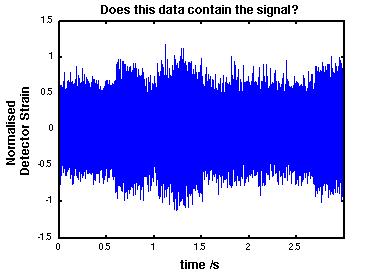 Does this data contain the signal?
1.5
1
0.5
0
-0.5
-1
-1.5
Normalised
Detector Strain
0 0.5 1 1.5 2 2.5
time /s